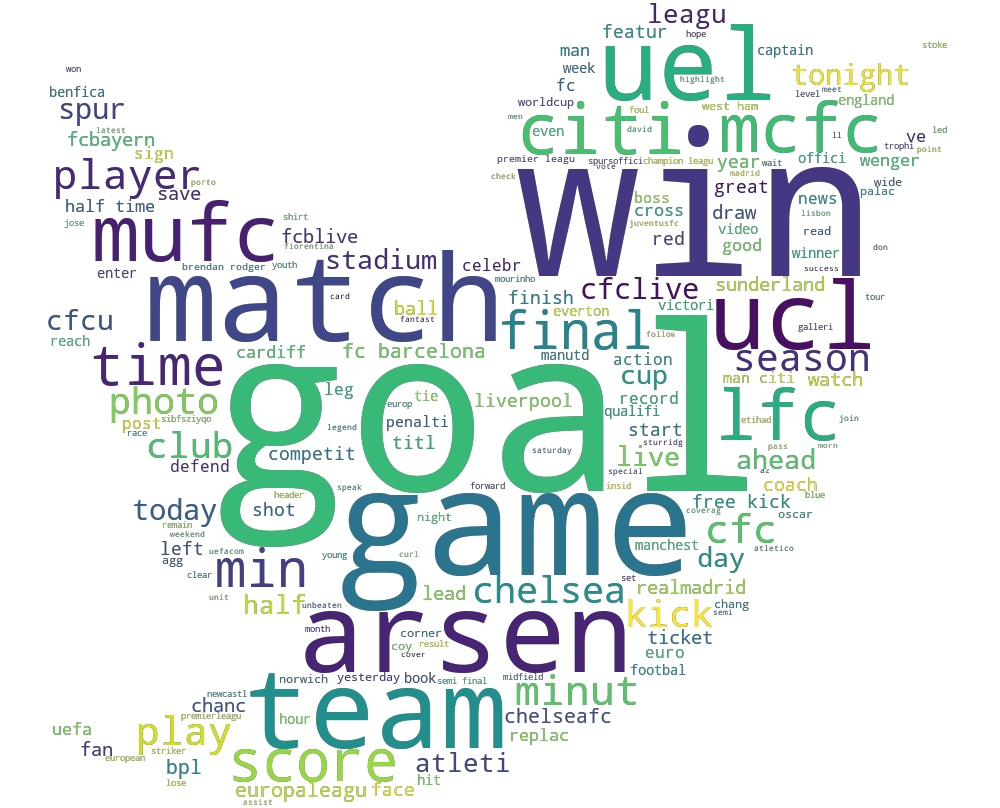 leagu
hope
featur
uel
man
captain
stoke
week
won
tonight
highlight
fc
benfica
level
meet
worldcup
west ham
england
spur
foul
men
citi
mcfc
latest
even
david
ll
led
fcbayern
ve
trophi
point
sign
premier leagu
spursoffici
champion leagu
year
wait
offici
wenger
vote
madrid
player
check
win
palac
porto
great
wide
save
boss
news
half time
juventusfc
cross
draw
lisbon
shirt
jose
mufc
video
read
don
fcblive
red
good
fiorentina
winner
stadium
celebr
brendan rodger
youth
success
enter
mourinho
match
cfclive
sunderland
card
finish
victori
tour
ball
everton
ucl
fantast
cfcu
final
galleri
reach
follow
time
cardiff
fc barcelona
manutd
action
season
cup
man citi
watch
leg
goal
tie
liverpool
record
photo
europ
qualifi
lfc
post
sibfsziyqo
penalti
etihad
join
legend
start
race
titl
sturridg
pass
morn
club
competit
saturday
live
ahead
defend
special
az
speak
forward
insid
coach
header
blue
today
shot
game
coverag
free kick
night
oscar
remain
cfc
weekend
left
manchest
atletico
uefacom
young
curl
agg
min
day
clear
set
lead
chelsea
realmadrid
unit
half
unbeaten
kick
chang
semi
arsen
month
corner
coy
result
ticket
cover
euro
footbal
norwich
yesterday
book
semi final
midfield
newcastl
team
minut
chanc
hour
chelseafc
premierleagu
uefa
play
replac
fan
striker
european
score
bpl
atleti
lose
hit
europaleagu
face
assist